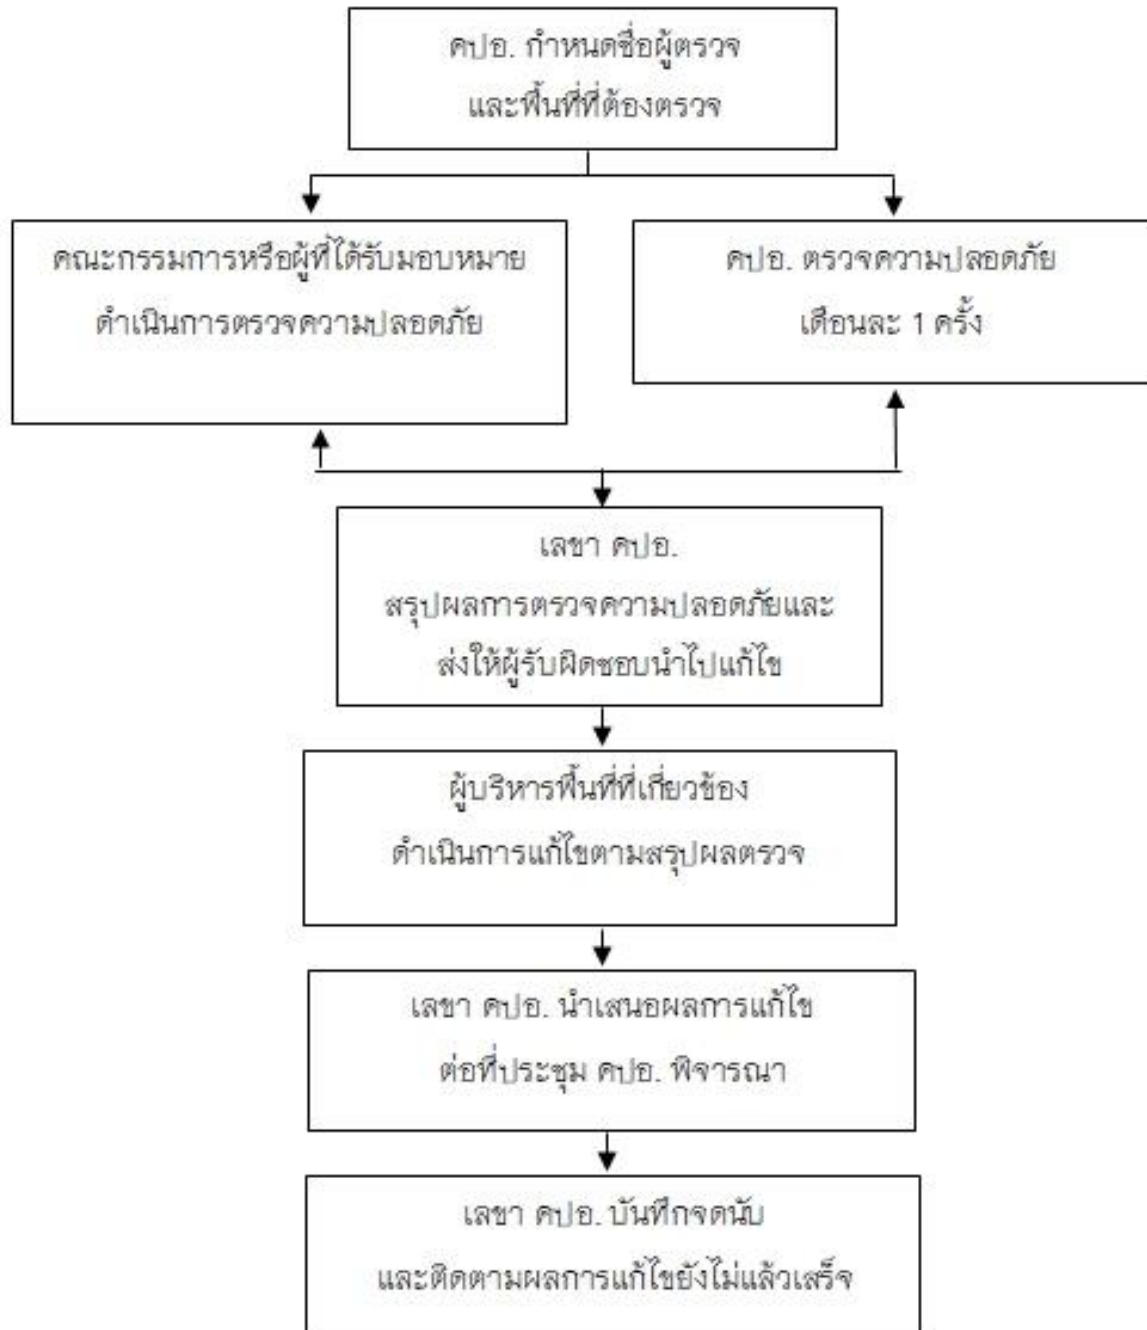 คปอ. กำหนดชื่อผู้ตรวจ
และพื้นที่ที่ต้องตรวจ
คณะกรรมการหรือผู้ที่ได้รับมอบหมาย
ดำเนินการตรวจความปลอดภัย
คปอ. ตรวจความปลอดภัย
เดือนละ 1 ครั้ง
เลขา คปอ.
สรุปผลการตรวจความปลอดภัยและ
ส่งให้ผู้รับผิดชอบนำไปแก้ไข
ผู้บริหารพื้นที่ที่เกี่ยวข้อง
ดำเนินการแก้ไขตามสรุปผลตรวจ
เลขา คปอ. นำเสนอผลการแก้ไข
ต่อที่ประชุม คปอ. พิจารณา
เลขา คปอ. บันทึกจดนับ
และติดตามผลการแก้ไขยังไม่แล้วเสร็จ